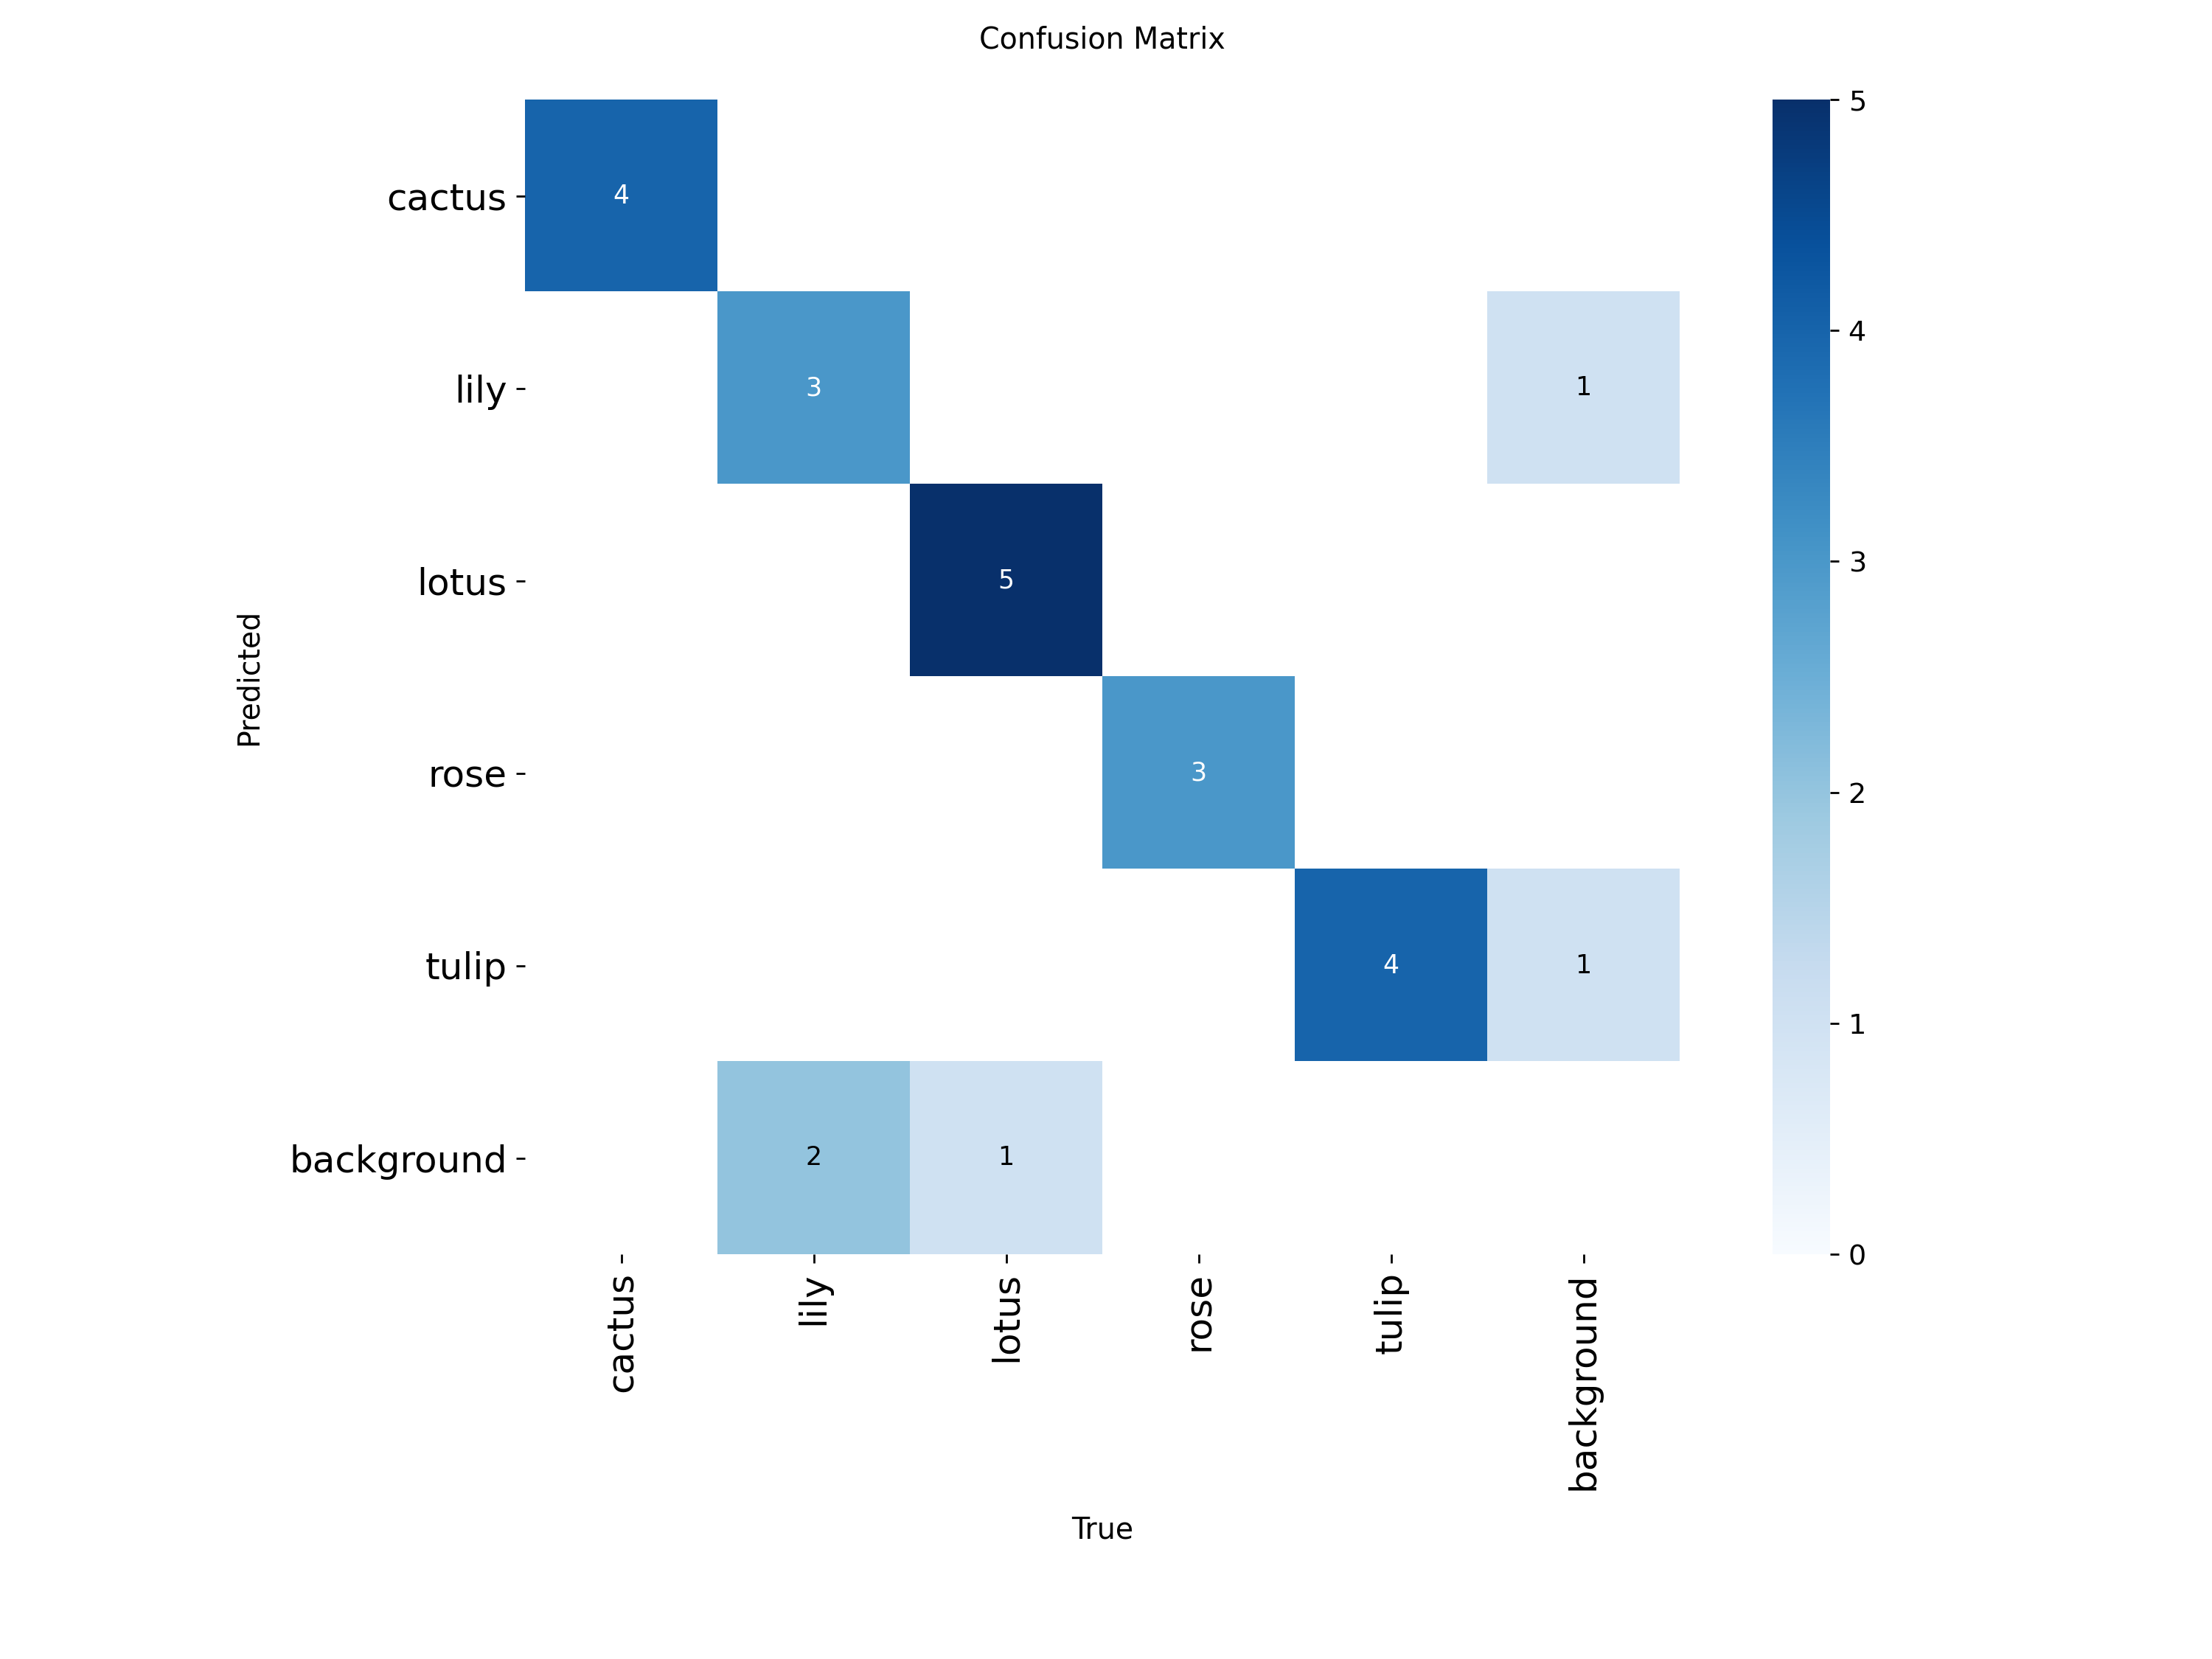 Confusion Matrix
cactus
4
lily
3
1
lotus
5
rose
3
tulip
4
1
background
2
1
Predicted
cactus
lily
lotus
rose
tulip
background
True
5
4
3
2
1
0